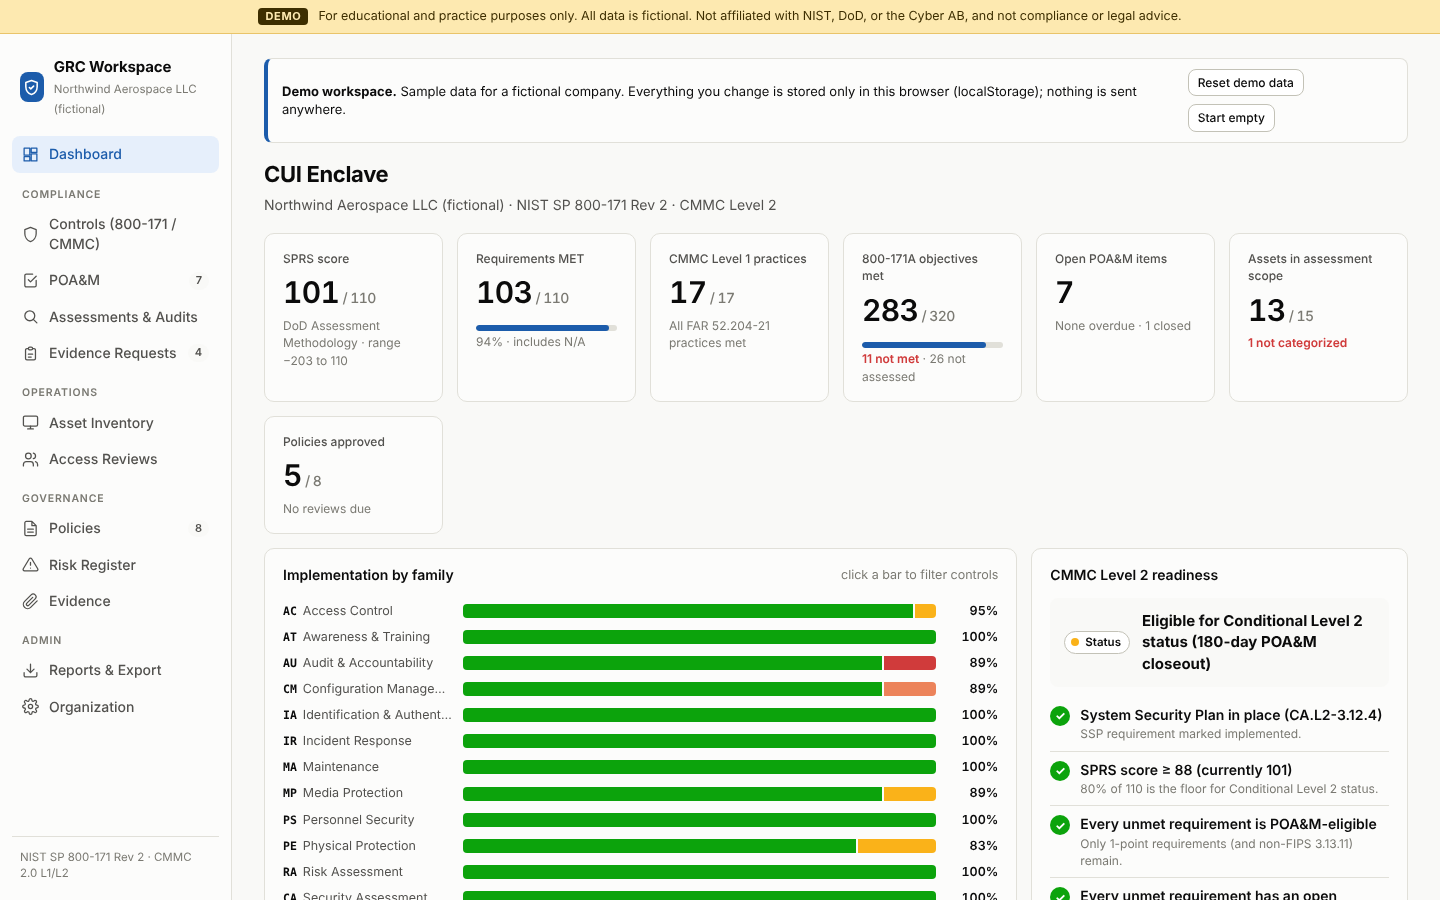 DEMO For educational and practice purposes only. All data is fictional. Not affiliated with NIST, DoD, or the Cyber AB, and not compliance or legal advice.
GRC Workspace
Northwind Aerospace LLC
(fictional)
Dashboard
COMPLIANCE
Controls (800-171 /
CMMC)
POA&M 7
Assessments & Audits
Evidence Requests 4
OPERATIONS
Asset Inventory
Access Reviews
GOVERNANCE
Policies 8
Risk Register
Evidence
ADMIN
Reports & Export
Organization
NIST SP 800-171 Rev 2 · CMMC
2.0 L1/L2
Demo workspace. Sample data for a fictional company. Everything you change is stored only in this browser (localStorage); nothing is sent
anywhere.
Reset demo data
Start empty
CUI Enclave
Northwind Aerospace LLC (fictional) · NIST SP 800-171 Rev 2 · CMMC Level 2
SPRS score
101 / 110
DoD Assessment
Methodology · range
−203 to 110
Requirements MET
103 / 110
94% · includes N/A
CMMC Level 1 practices
17 / 17
All FAR 52.204-21
practices met
800-171A objectives
met
283 / 320
11 not met · 26 not
assessed
Open POA&M items
7
None overdue · 1 closed
Assets in assessment
scope
13 / 15
1 not categorized
Policies approved
5 / 8
No reviews due
Implementation by family click a bar to filter controls
AC Access Control 95%
AT Awareness & Training 100%
AU Audit & Accountability 89%
CM Configuration Manage... 89%
IA Identification & Authent... 100%
IR Incident Response 100%
MA Maintenance 100%
MP Media Protection 89%
PS Personnel Security 100%
PE Physical Protection 83%
RA Risk Assessment 100%
CA Security Assessment 100%
CMMC Level 2 readiness
Status
Eligible for Conditional Level 2
status (180-day POA&M
closeout)
System Security Plan in place (CA.L2-3.12.4)
SSP requirement marked implemented.
SPRS score ≥ 88 (currently 101)
80% of 110 is the floor for Conditional Level 2 status.
Every unmet requirement is POA&M-eligible
Only 1-point requirements (and non-FIPS 3.13.11)
remain.
Every unmet requirement has an open